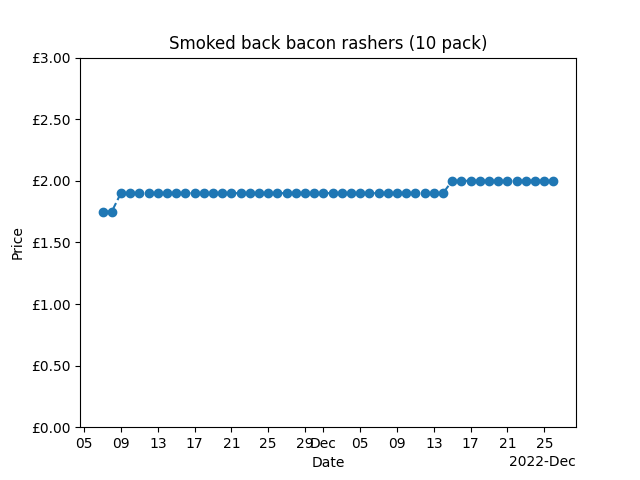 Smoked back bacon rashers (10 pack)
£3.00
£2.50
£2.00
£1.50
£1.00
£0.50
£0.00
Price
05 09 13 17 21 25 29 Dec 05 09 13 17 21 25
Date
2022-Dec